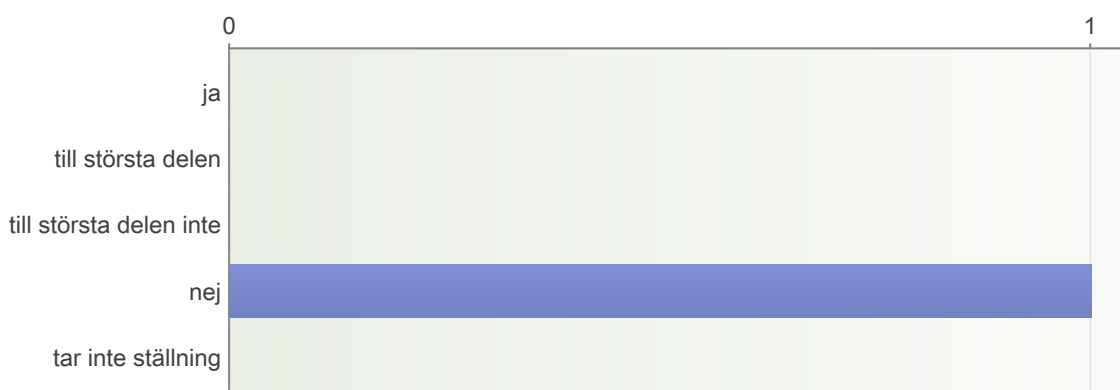 0 1
ja
till största delen
till största delen inte
nej
tar inte ställning